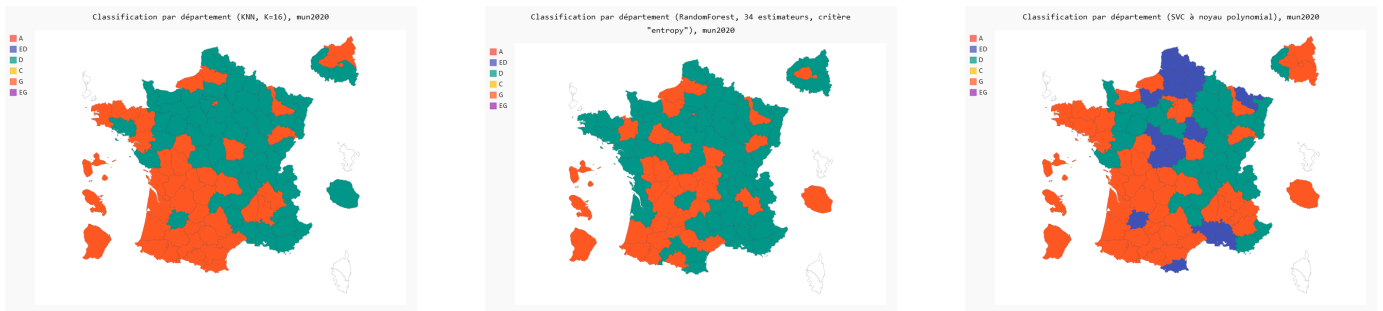 Classification par département (KNN, K=16), mun2020
A
ED
D
C
G
EG
Classification par département (RandomForest, 34 estimateurs, critère
"entropy"), mun2020
A
ED
D
C
G
EG
Classification par département (SVC à noyau polynomial), mun2020
A
ED
D
C
G
EG